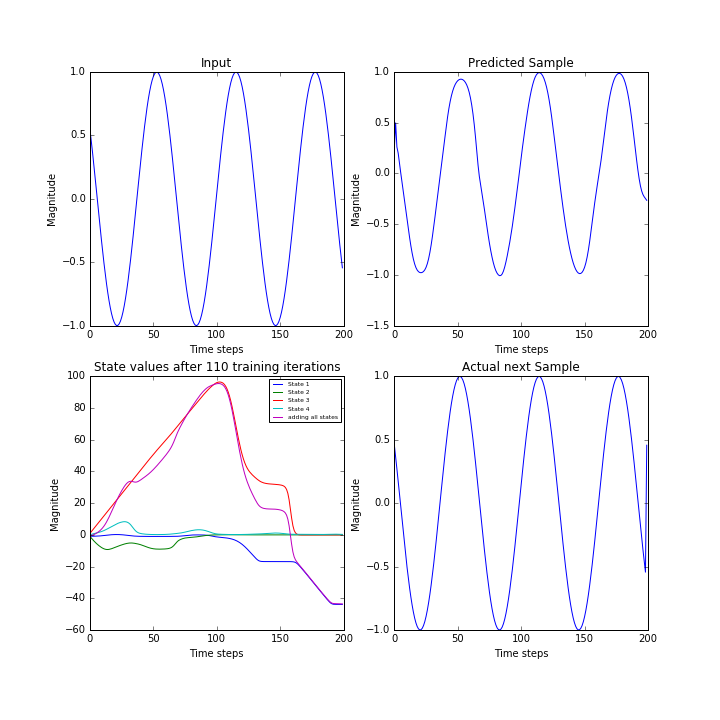 Input
1.0
0.5
0.0
−0.5
−1.0
Magnitude
0
50
100
150
200
Time steps
Predicted Sample
1.0
0.5
0.0
−0.5
−1.0
−1.5
Magnitude
0
50
100
150
200
Time steps
State values after 110 training iterations
100
80
60
40
20
0
−20
−40
−60
Magnitude
State 1
State 2
State 3
State 4
adding all states
0
50
100
150
200
Time steps
Actual next Sample
1.0
0.5
0.0
−0.5
−1.0
Magnitude
0
50
100
150
200
Time steps